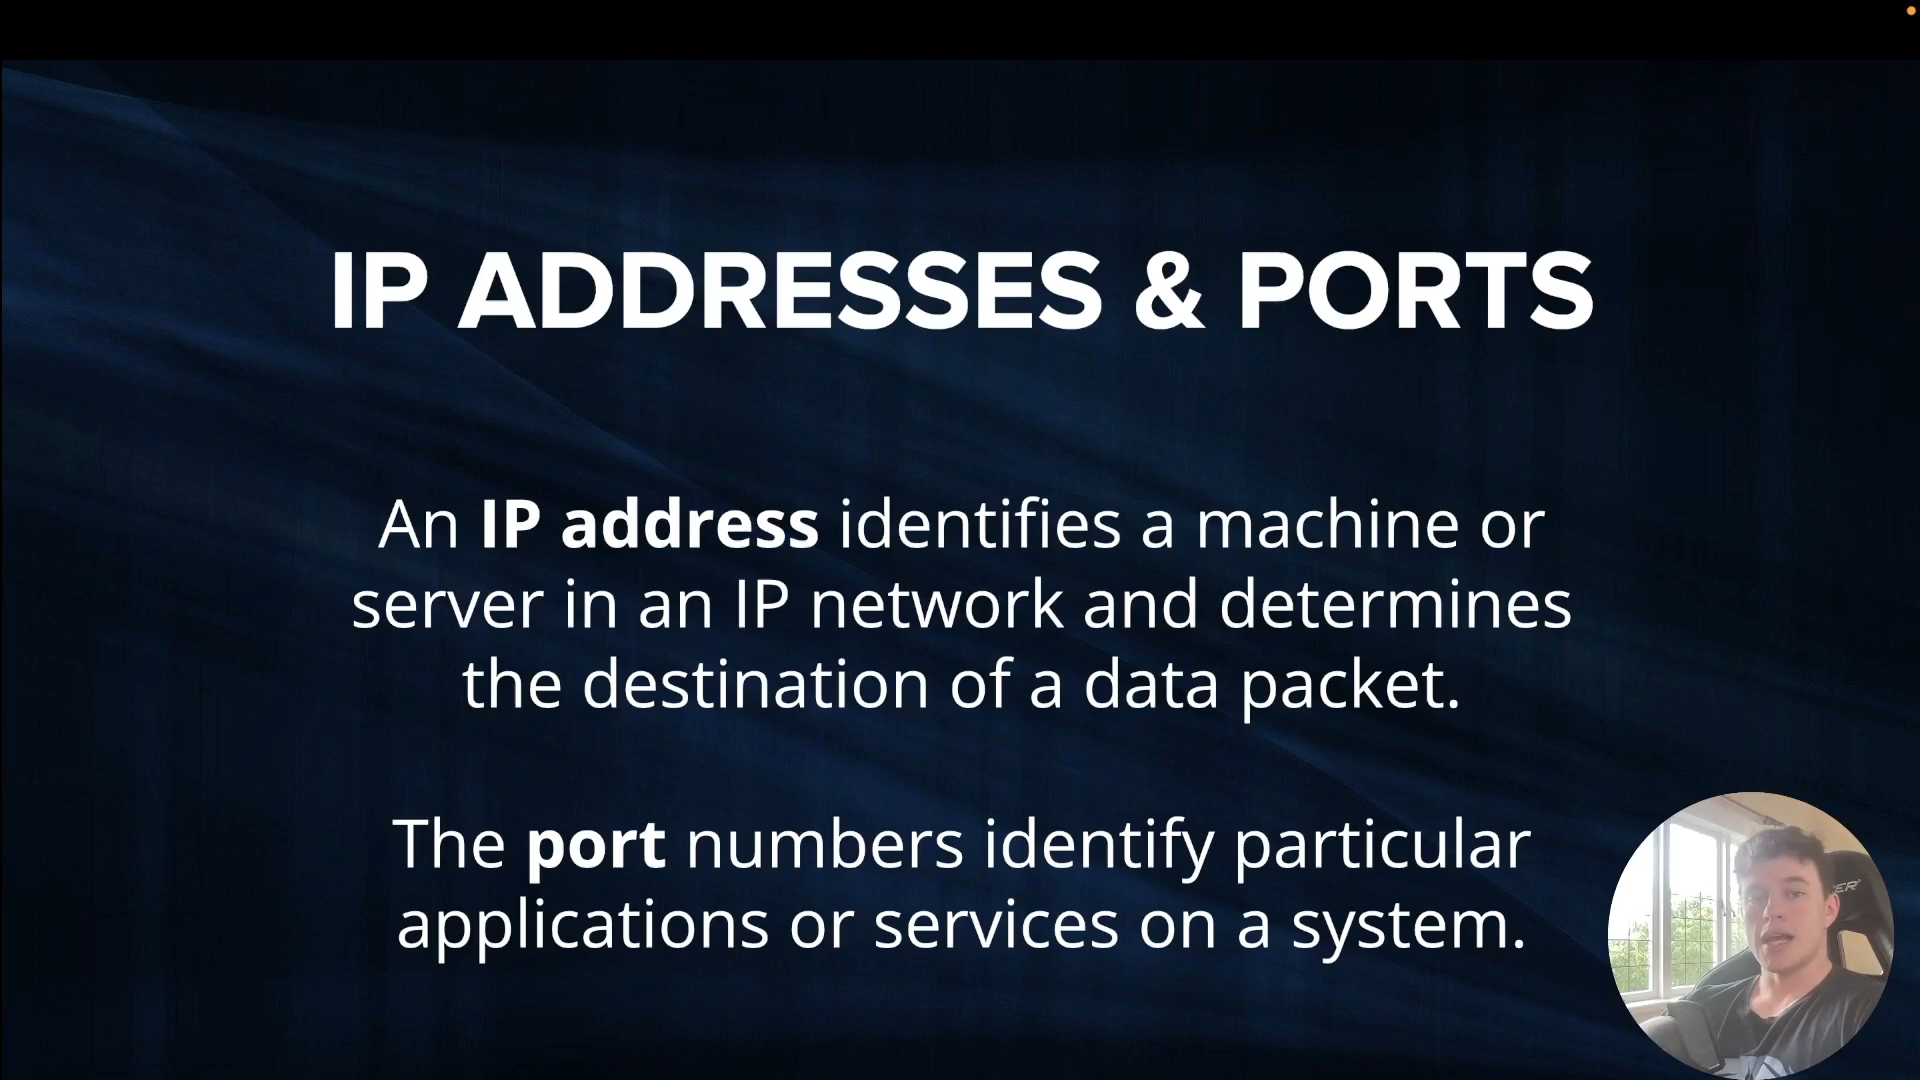 IP ADDRESSES & PORTS
An IP address identifies a machine or
server in an IP network and determines
the destination of a data packet.
The port numbers identify particular
applications or services on a system.